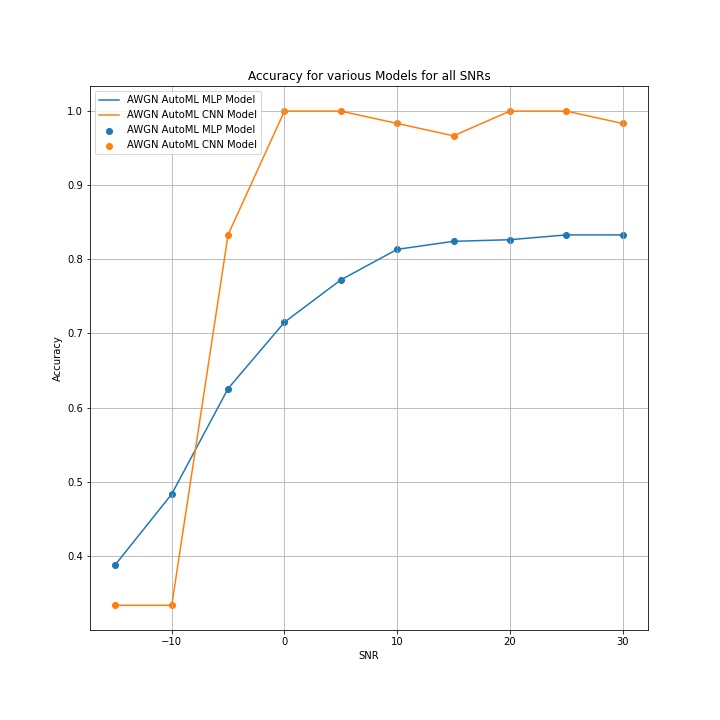 Accuracy for various Models for all SNRs
AWGN AutoML MLP Model
AWGN AutoML CNN Model
AWGN AutoML MLP Model
AWGN AutoML CNN Model
1.0
0.9
0.8
0.7
0.6
0.5
0.4
Accuracy
−10
0
10
20
30
SNR